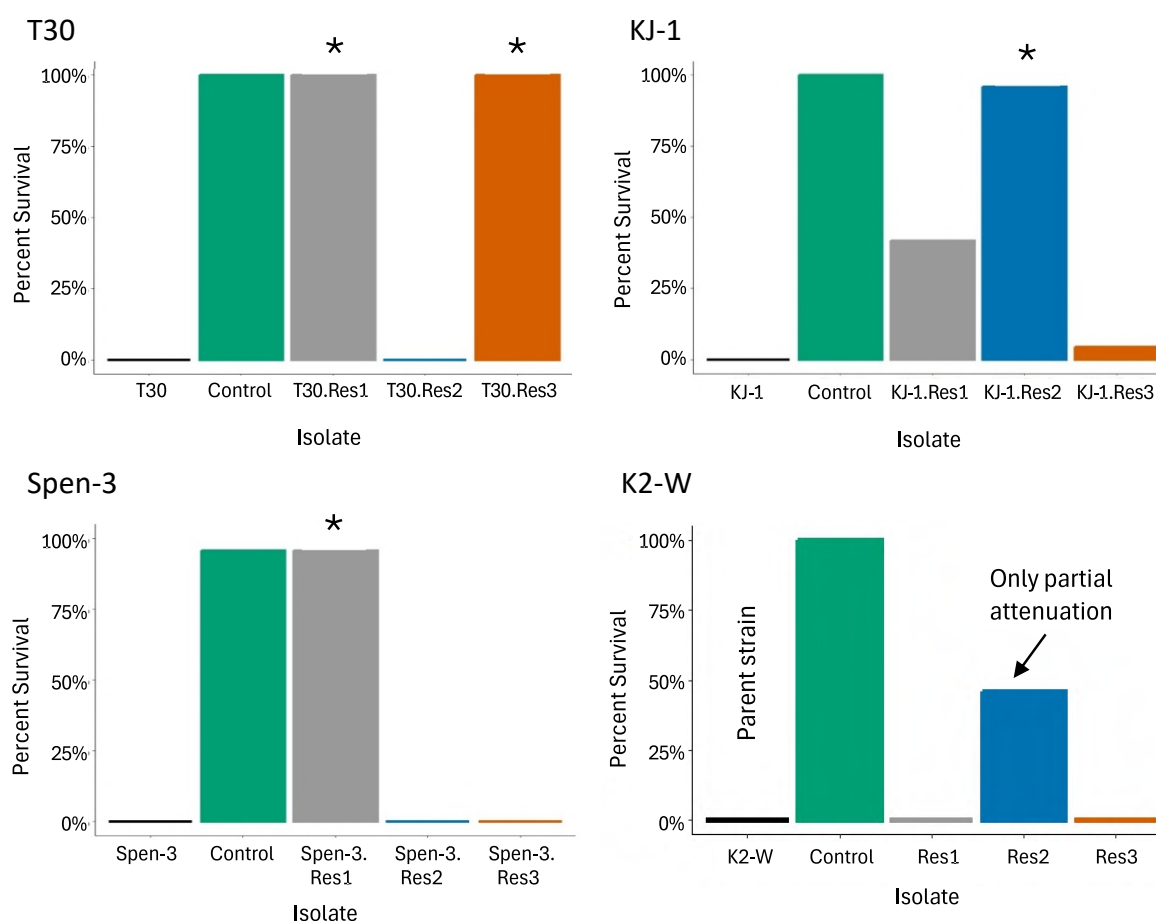 T30
* *
Percent Survival
100%
75%
50%
25%
0%
T30 Control T30.Res1 T30.Res2 T30.Res3
Isolate
KJ-1
*
Percent Survival
100%
75%
50%
25%
0%
KJ-1 Control KJ-1.Res1 KJ-1.Res2 KJ-1.Res3
Isolate
Spen-3
*
Percent Survival
100%
75%
50%
25%
0%
Spen-3 Control Spen-3. Spen-3. Spen-3.
Res1 Res2 Res3
Isolate
K2-W
Percent Survival
100%
75%
50%
25%
0%
Parent strain
Only partial
attenuation
K2-W Control Res1 Res2 Res3
Isolate